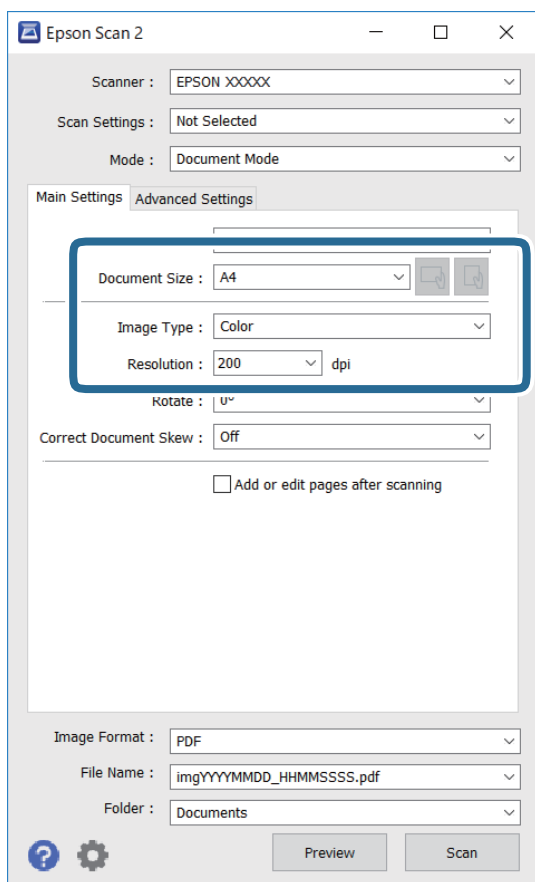 Epson Scan 2
Scanner : EPSON XXXXX
Scan Settings : Not Selected
Mode : Document Mode
Main Settings Advanced Settings
Document Size : A4
Image Type : Color
Resolution : 200 dpi
Rotate : 0°
Correct Document Skew : Off
Add or edit pages after scanning
Image Format : PDF
File Name : imgYYYYMMDD_HHMMSSSS.pdf
Folder : Documents
? Preview Scan